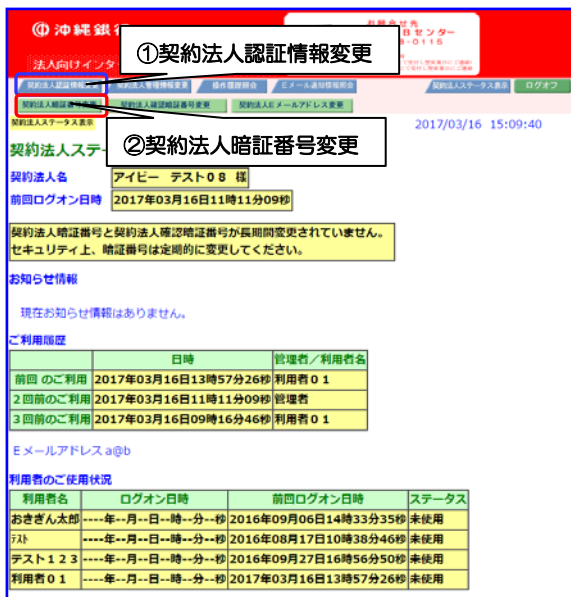 沖縄銀
お問合せ先
Bセンター
8-0115
法人向けインタ
①契約法人認証情報変更
契約法人管理情報変更
操作履歴照会
Eメール通知情報照会
契約法人ステータス表示
ログオフ
契約法人暗証番号変更
契約法人確認暗証番号変更
契約法人Eメールアドレス変更
契約法人ステータス表示
2017/03/16 15:09:40
②契約法人暗証番号変更
契約法人ステー
契約法人名 アイビー テスト08 様
前回ログオン日時 2017年03月16日11時11分09秒
契約法人暗証番号と契約法人確認暗証番号が長期間変更されていません。
セキュリティ上、暗証番号は定期的に変更してください。
お知らせ情報
現在お知らせ情報はありません。
ご利用履歴
日時 管理者/利用者名
前回 のご利用 2017年03月16日13時57分26秒 利用者01
2回前のご利用 2017年03月16日11時11分09秒 管理者
3回前のご利用 2017年03月16日09時16分46秒 利用者01
Eメールアドレス a@b
利用者のご使用状況
利用者名 ログオン日時 前回ログオン日時 ステータス
おきぎん太郎 ----年--月--日--時--分--秒 2016年09月06日14時33分35秒 未使用
テスト ----年--月--日--時--分--秒 2016年08月17日10時38分46秒 未使用
テスト123 ----年--月--日--時--分--秒 2016年09月27日16時56分50秒 未使用
利用者01 ----年--月--日--時--分--秒 2017年03月16日13時57分26秒 未使用